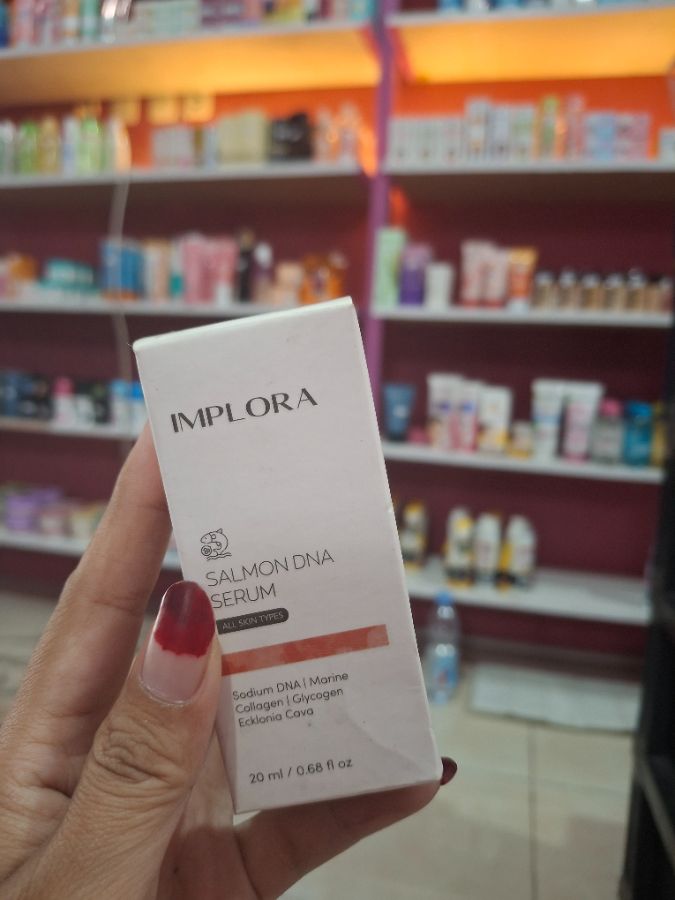 IMPLORA
SALMON DNA
SERUM
ALL SKIN TYPES
Sodium DNA | Marine
Collagen | Glycogen
Ecklonia Cava
20 ml / 0.68 fl oz